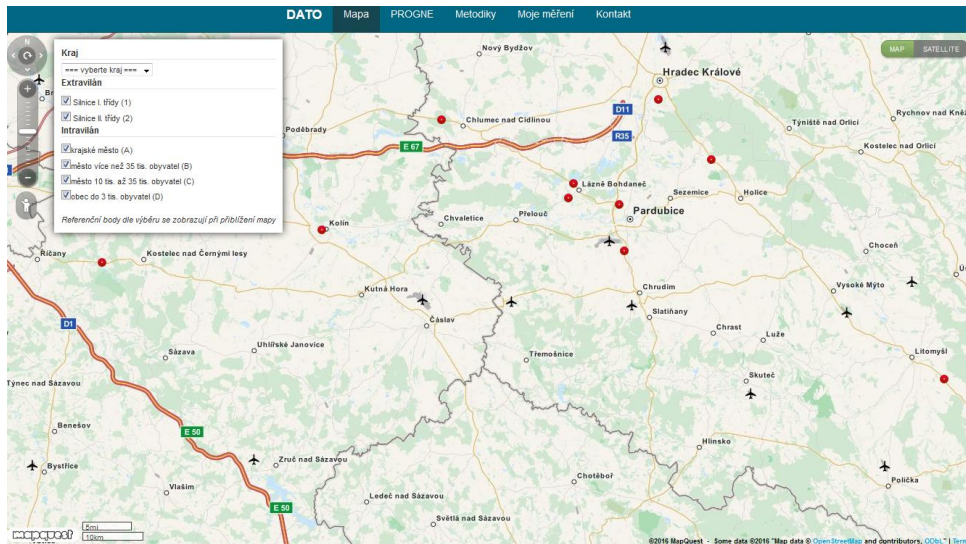 DATO Mapa PROGNE Metodiky Moje měření Kontakt
N
Kraj
=== vyberte kraj ===
Extravilán
Silnice I. třídy (1)
Silnice II. třídy (2)
Intravilán
krajské město (A)
město více než 35 tis. obyvatel (B)
město 10 tis. až 35 tis. obyvatel (C)
obec do 3 tis. obyvatel (D)
Referenční body dle výběru se zobrazují při přiblížení mapy
MAP SATELLITE
Nový Bydžov
Hradec Králové
D11
Rychnov nad Kněž
Chlumec nad Cidlinou
Týniště nad Orlicí
Poděbrady
R35
E 67
Kostelec nad Orlicí
Lázně Bohdaneč
Sezemice
Holice
Přelouč
Pardubice
Chvaletice
Kolín
Choceň
Říčany
Kostelec nad Černými lesy
Kutná Hora
Chrudim
Vysoké Mýto
Slatiňany
Čáslav
D1
Chrast
Luže
Uhlířské Janovice
Sázava
Třemošnice
Litomyšl
Skuteč
Týnec nad Sázavou
Benešov
E 50
Hlinsko
Bystřice
Zruč nad Sázavou
Chotěboř
Polička
Vlašim
Ledeč nad Sázavou
E 50
Světlá nad Sázavou
5mi
mapquest
10km
©2016 MapQuest - Some data ©2016 "Map data © OpenStreetMap and contributors, ODbL" | Term